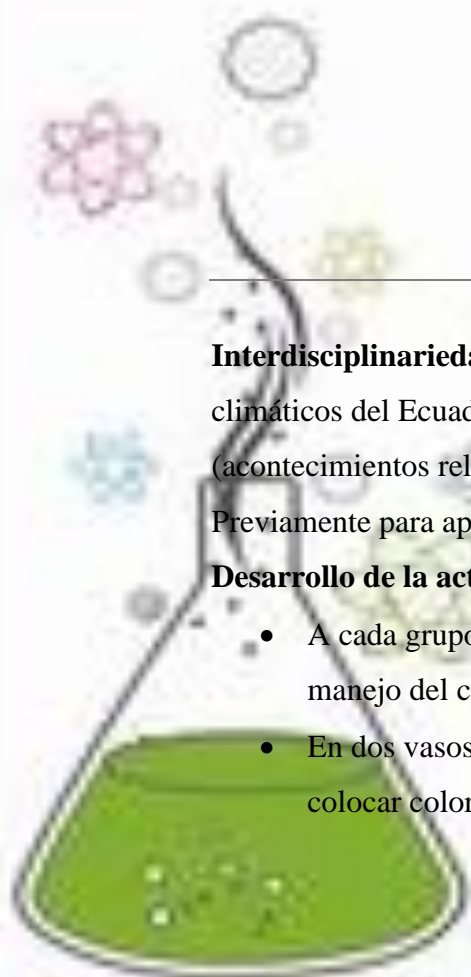 Interdisciplinarieda
climáticos del Ecuad
(acontecimientos rel
Previamente para ap
Desarrollo de la act
• A cada grupo
manejo del c
• En dos vasos
colocar color